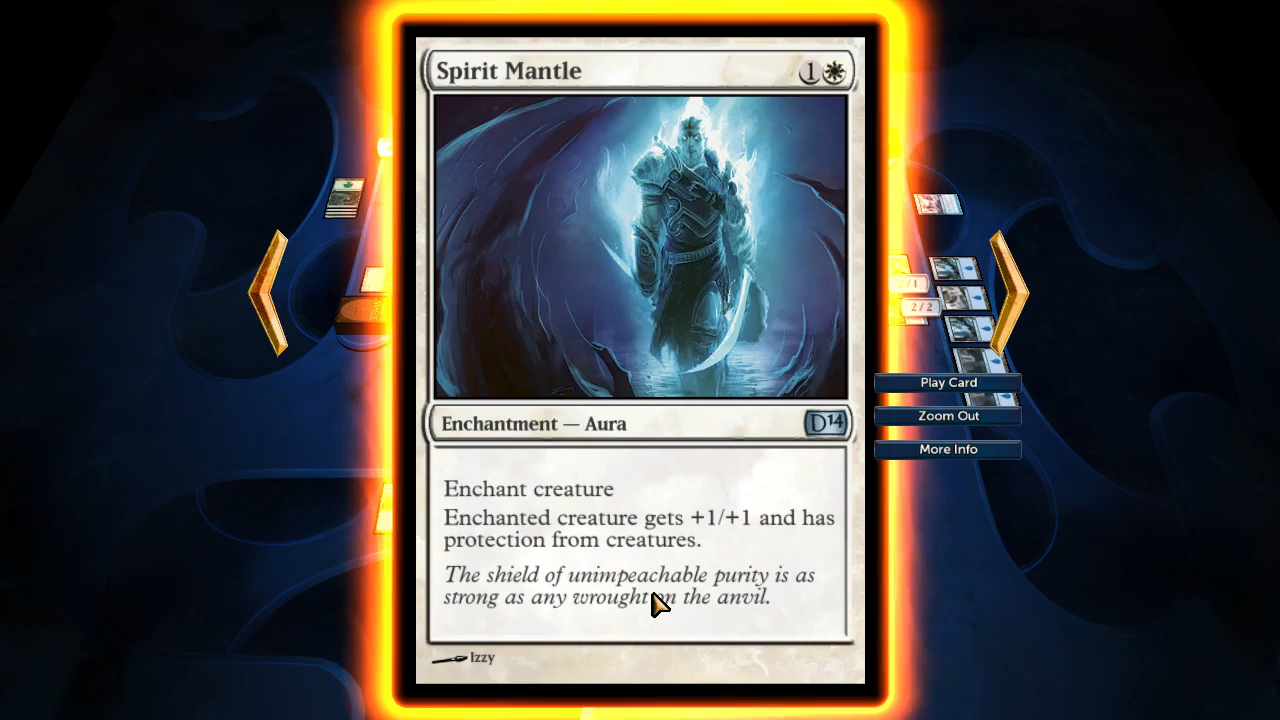 Spirit Mantle
1
Enchantment — Aura
D14
Enchant creature
Enchanted creature gets +1/+1 and has
protection from creatures.
The shield of unimpeachable purity is as
strong as any wrought on the anvil.
Izzy
2/2
Play Card
Zoom Out
More Info